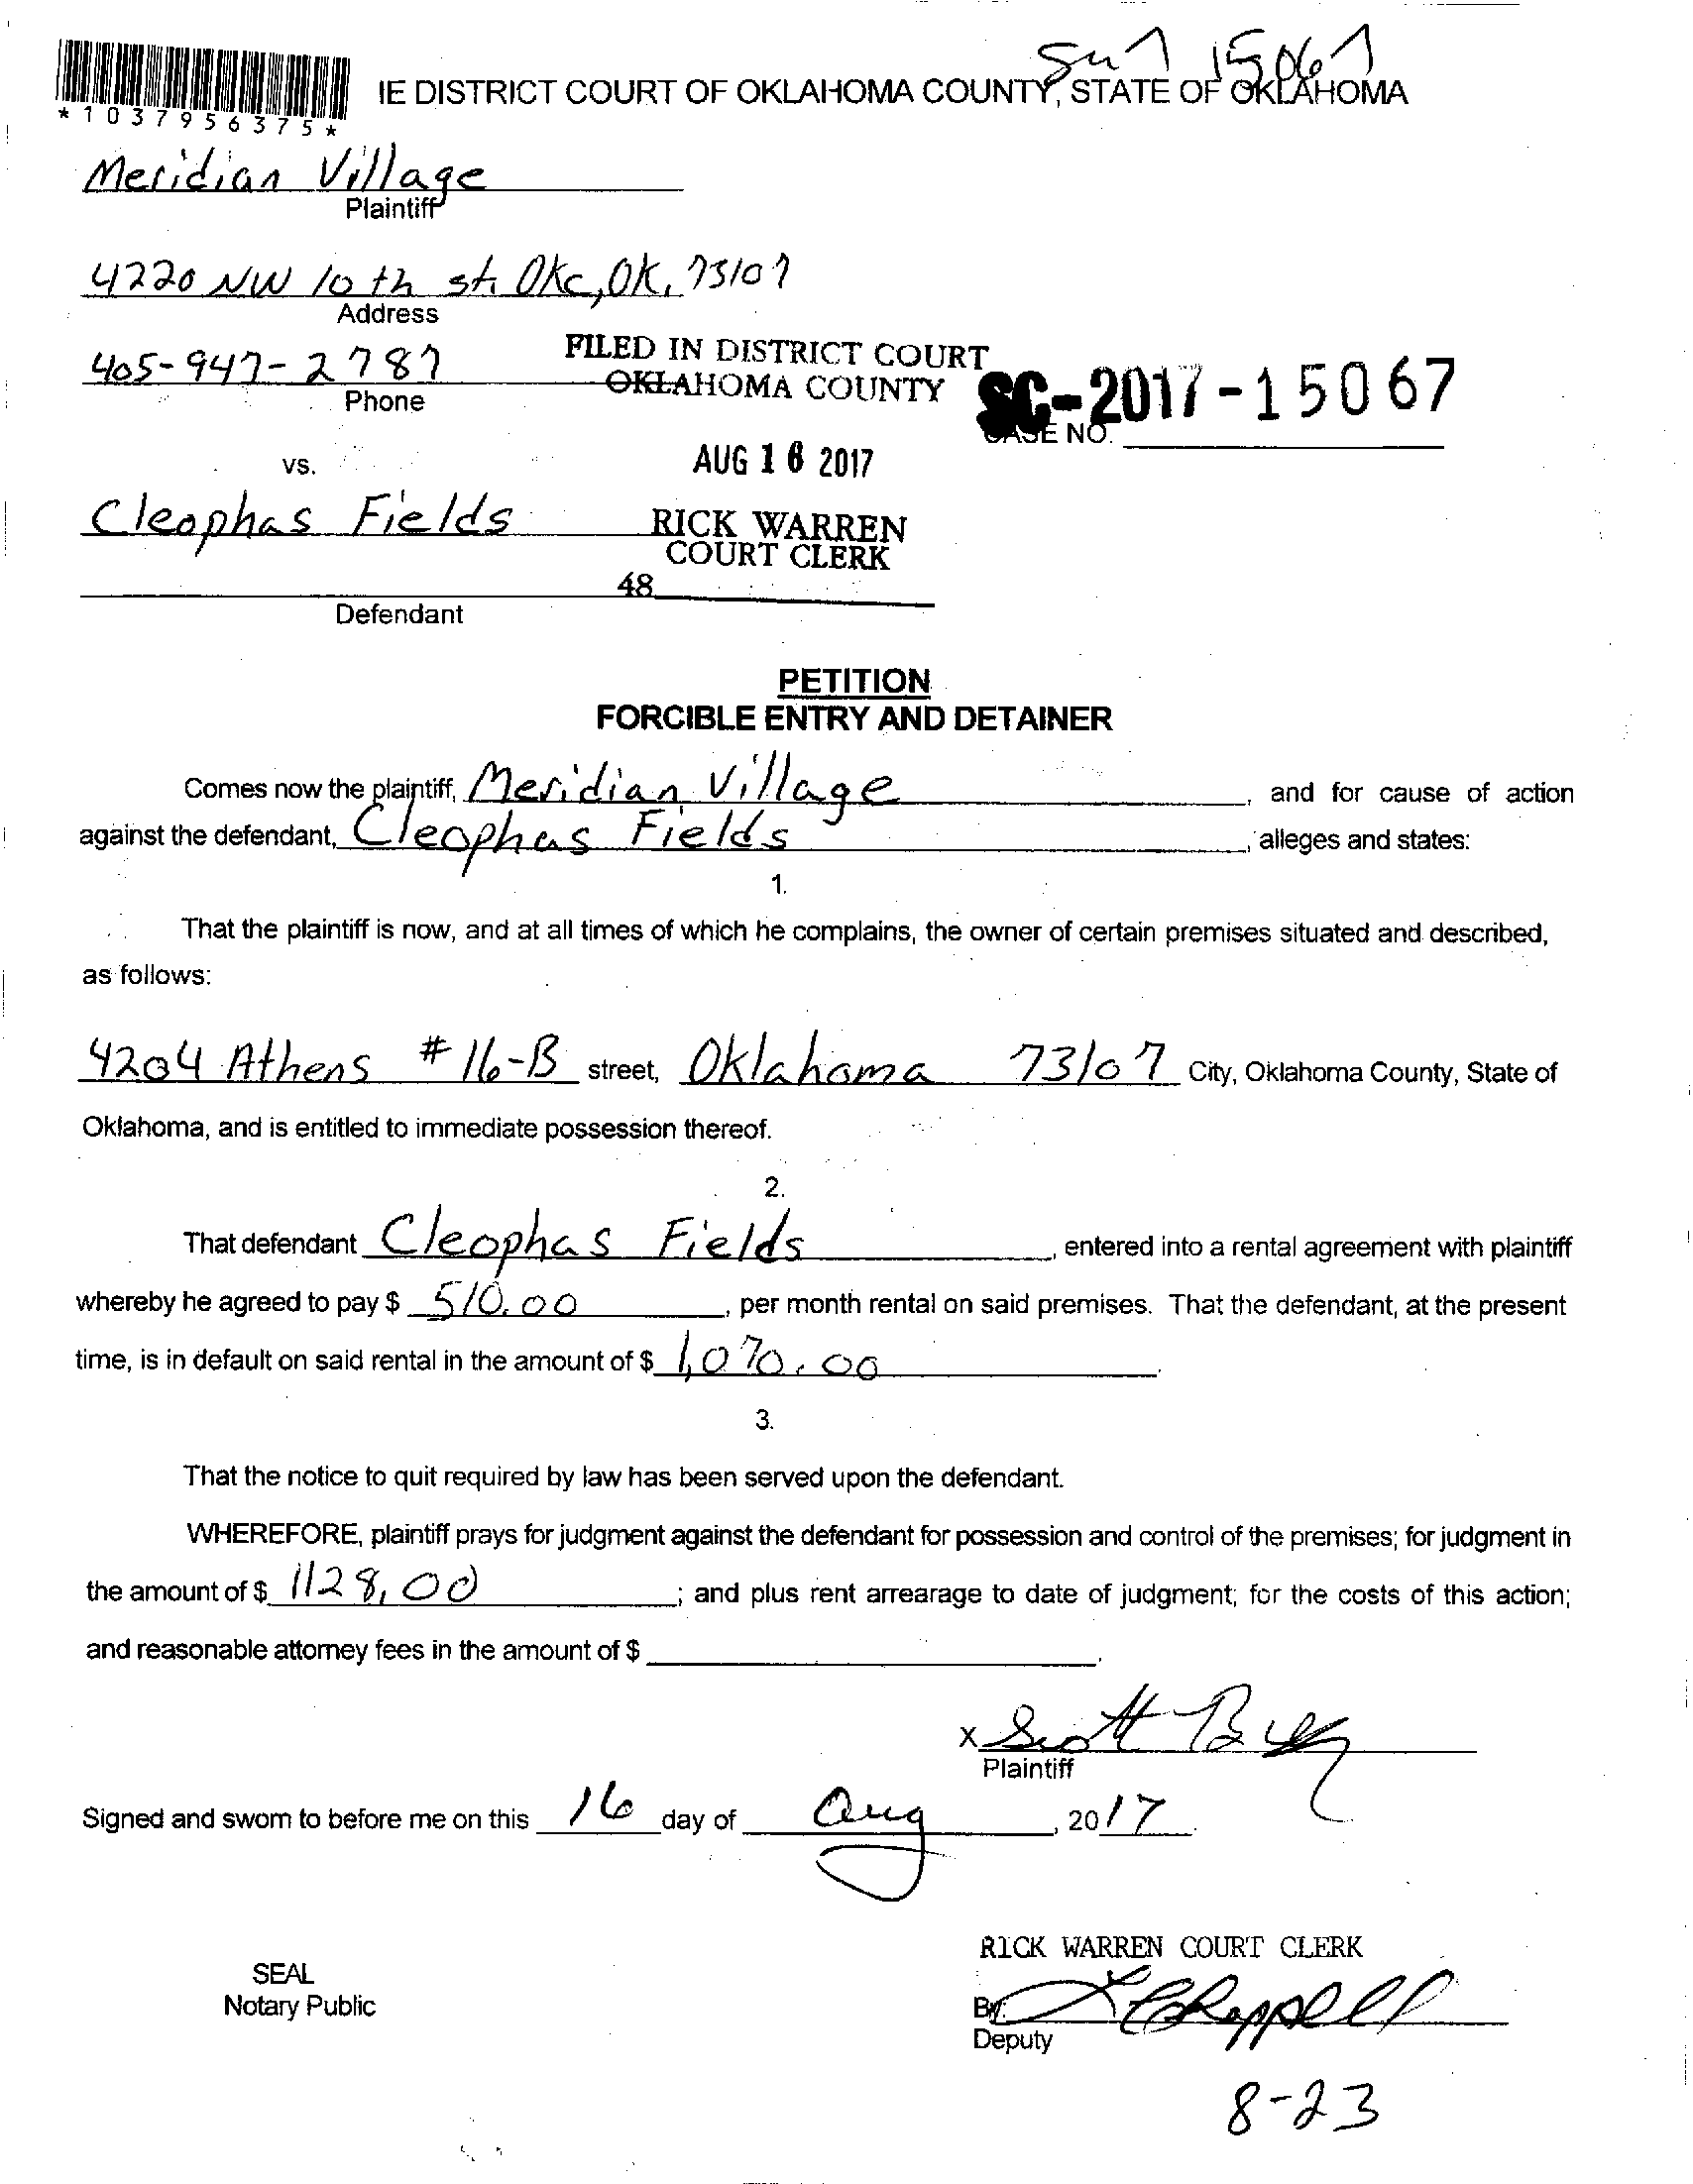 15067
IE DISTRICT COURT OF OKLAHOMA COUNTY, STATE OF OKLAHOMA
*1037956375*
Meridian Village
Plaintiff
4220 NW 10th st. Okc, OK, 73107
Address
405-947-2787
Phone
FILED IN DISTRICT COURT
OKLAHOMA COUNTY
SC-2017-15067
CASE NO.
vs.
AUG 16 2017
Cleophas Fields
RICK WARREN
COURT CLERK
48
Defendant
PETITION
FORCIBLE ENTRY AND DETAINER
Comes now the plaintiff, Meridian Village, and for cause of action
against the defendant, Cleophas Fields, alleges and states:
1.
That the plaintiff is now, and at all times of which he complains, the owner of certain premises situated and described,
as follows:
4204 Athens #16-B street, Oklahoma 73107 City, Oklahoma County, State of
Oklahoma, and is entitled to immediate possession thereof.
2.
That defendant Cleophas Fields, entered into a rental agreement with plaintiff
whereby he agreed to pay $ 510.00, per month rental on said premises. That the defendant, at the present
time, is in default on said rental in the amount of $ 1,070.00.
3.
That the notice to quit required by law has been served upon the defendant.
WHEREFORE, plaintiff prays for judgment against the defendant for possession and control of the premises; for judgment in
the amount of $ 1128,00; and plus rent arrearage to date of judgment; for the costs of this action;
and reasonable attorney fees in the amount of $ .
x Scott
Plaintiff
Signed and sworn to before me on this 16 day of Aug, 2017.
RICK WARREN COURT CLERK
SEAL
Notary Public
By: Chappell
Deputy
8-23